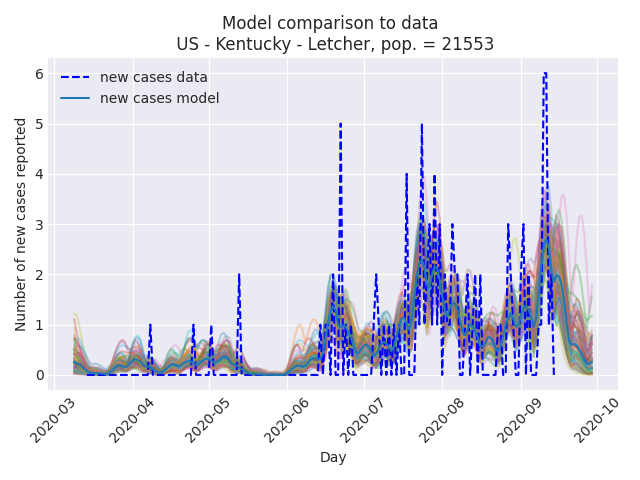 Model comparison to data
US - Kentucky - Letcher, pop. = 21553
new cases data
new cases model
Number of new cases reported
6
5
4
3
2
1
0
2020-03
2020-04
2020-05
2020-06
2020-07
2020-08
2020-09
2020-10
Day